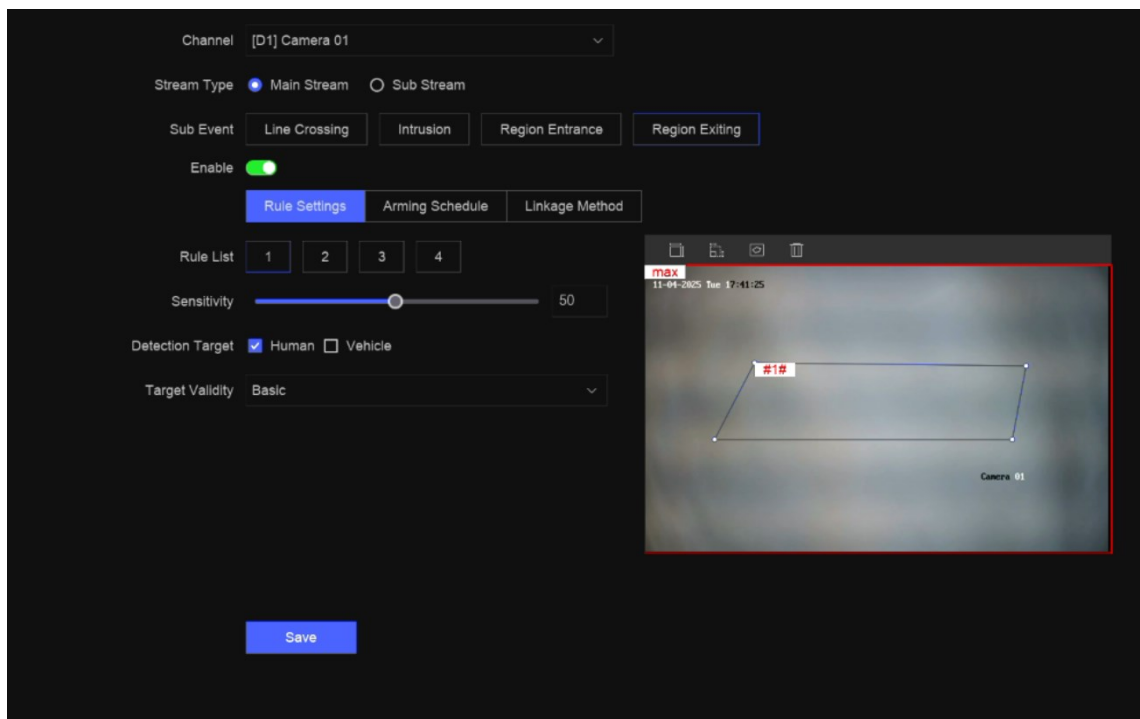 Channel [D1] Camera 01
Stream Type Main Stream Sub Stream
Sub Event Line Crossing Intrusion Region Entrance Region Exiting
Enable
Rule Settings Arming Schedule Linkage Method
Rule List 1 2 3 4
Sensitivity 50
Detection Target Human Vehicle
Target Validity Basic
max
11-04-2025 Tue 17:41:25
#1#
Camera 01
Save